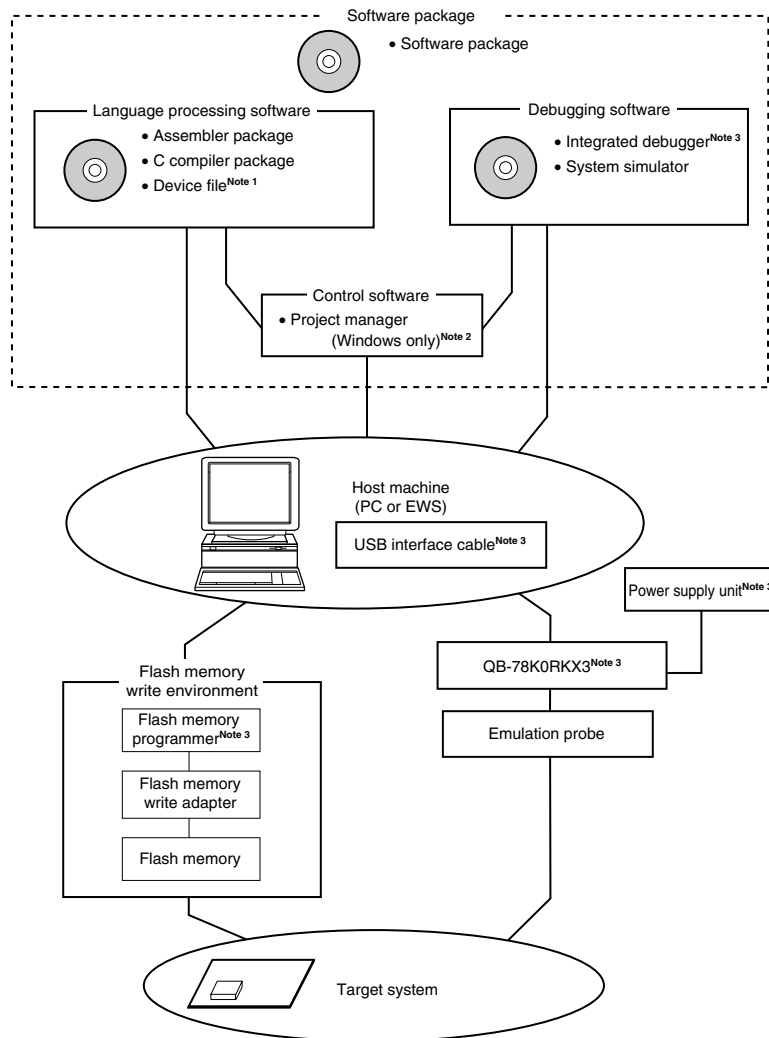 Software package
• Software package
Language processing software
• Assembler package
• C compiler package
• Device fileNote 1
Debugging software
• Integrated debuggerNote 3
• System simulator
Control software
• Project manager
(Windows only)Note 2
Host machine
(PC or EWS)
USB interface cableNote 3
Power supply unitNote 3
QB-78K0RKX3Note 3
Emulation probe
Flash memory
write environment
Flash memory
programmerNote 3
Flash memory
write adapter
Flash memory
Target system